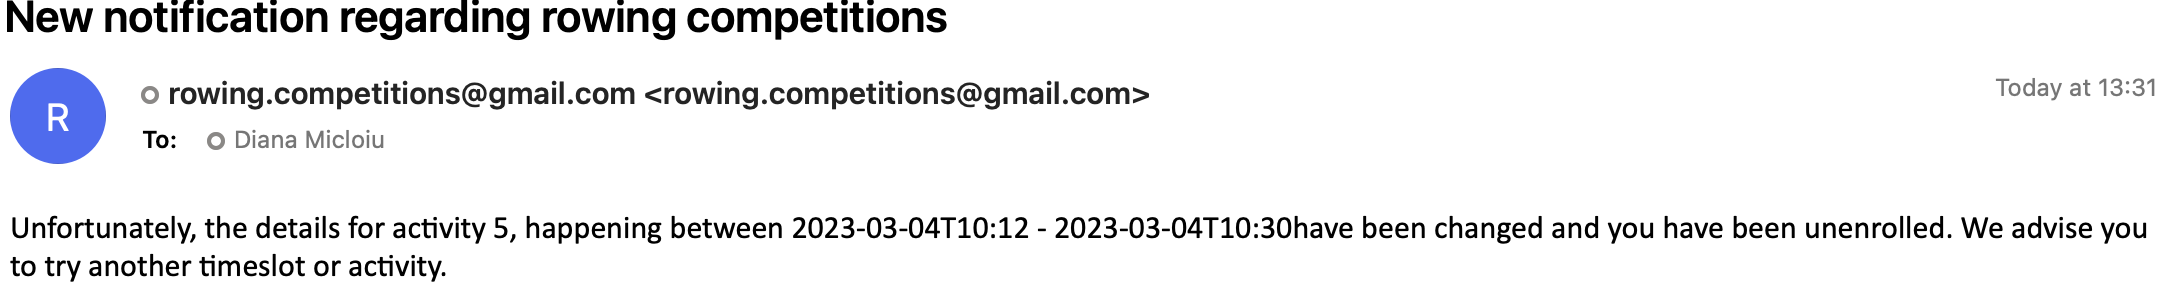 New notification regarding rowing competitions
R
rowing.competitions@gmail.com <rowing.competitions@gmail.com>
Today at 13:31
To: Diana Micloiu
Unfortunately, the details for activity 5, happening between 2023-03-04T10:12 - 2023-03-04T10:30have been changed and you have been unenrolled. We advise you
to try another timeslot or activity.